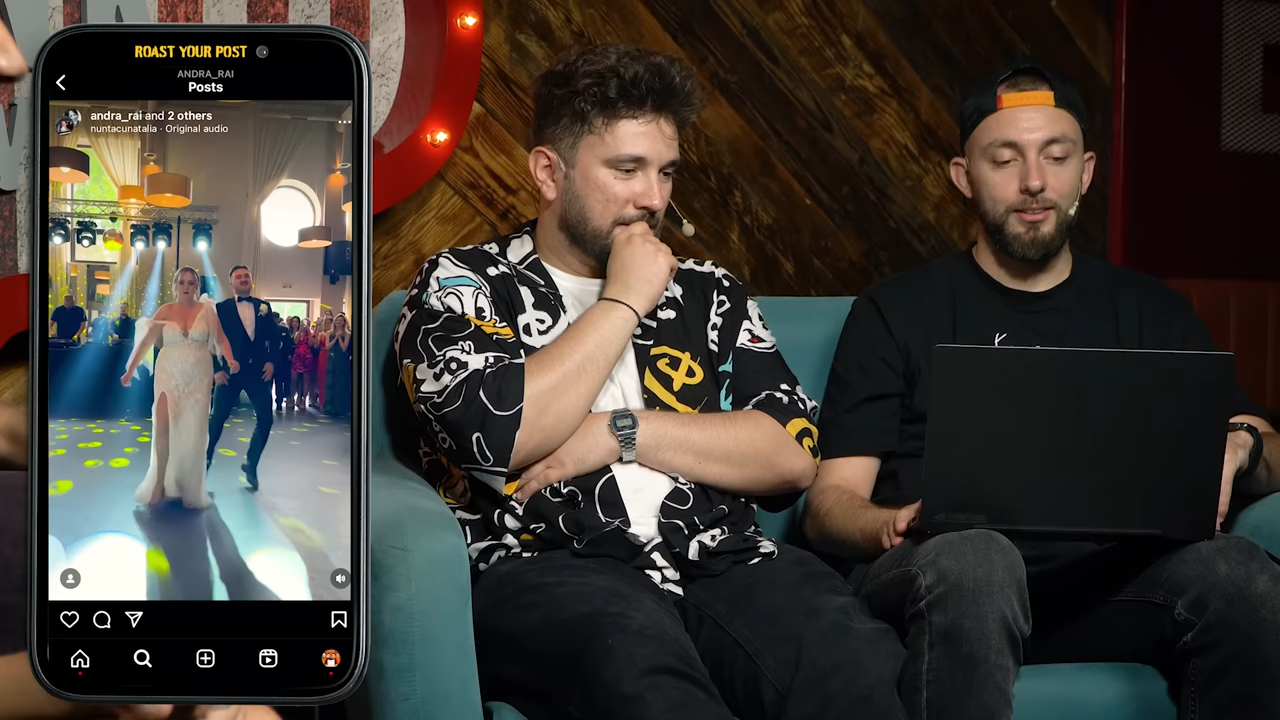 ROAST YOUR POST
ANDRA_RAI
Posts
andra_rai and 2 others
nuntacunatalia · Original audio